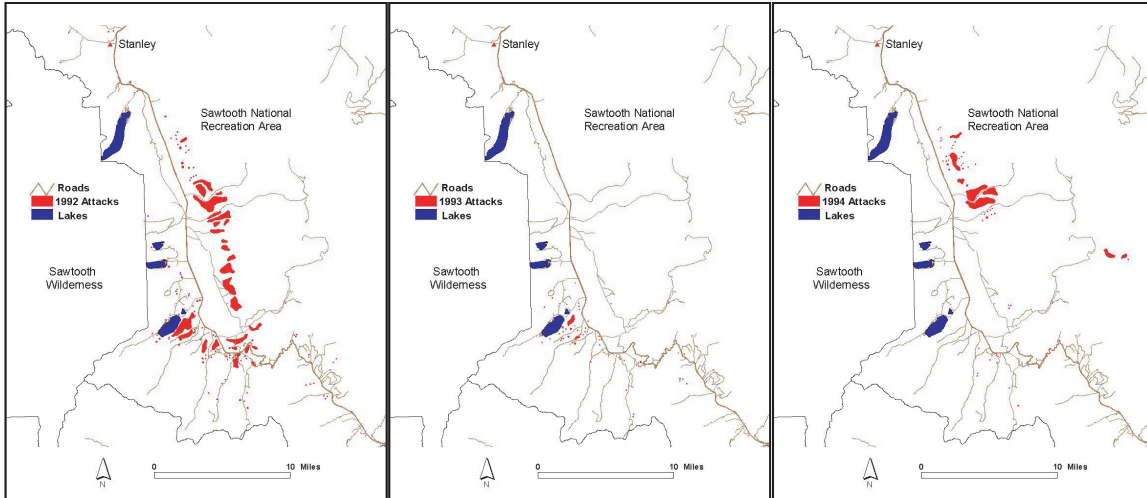 Stanley
Sawtooth National
Recreation Area
Roads
1992 Attacks
Lakes
Sawtooth
Wilderness
N
0
10 Miles
Stanley
Sawtooth National
Recreation Area
Roads
1993 Attacks
Lakes
Sawtooth
Wilderness
N
0
10 Miles
Stanley
Sawtooth National
Recreation Area
Roads
1994 Attacks
Lakes
Sawtooth
Wilderness
N
0
10 Miles